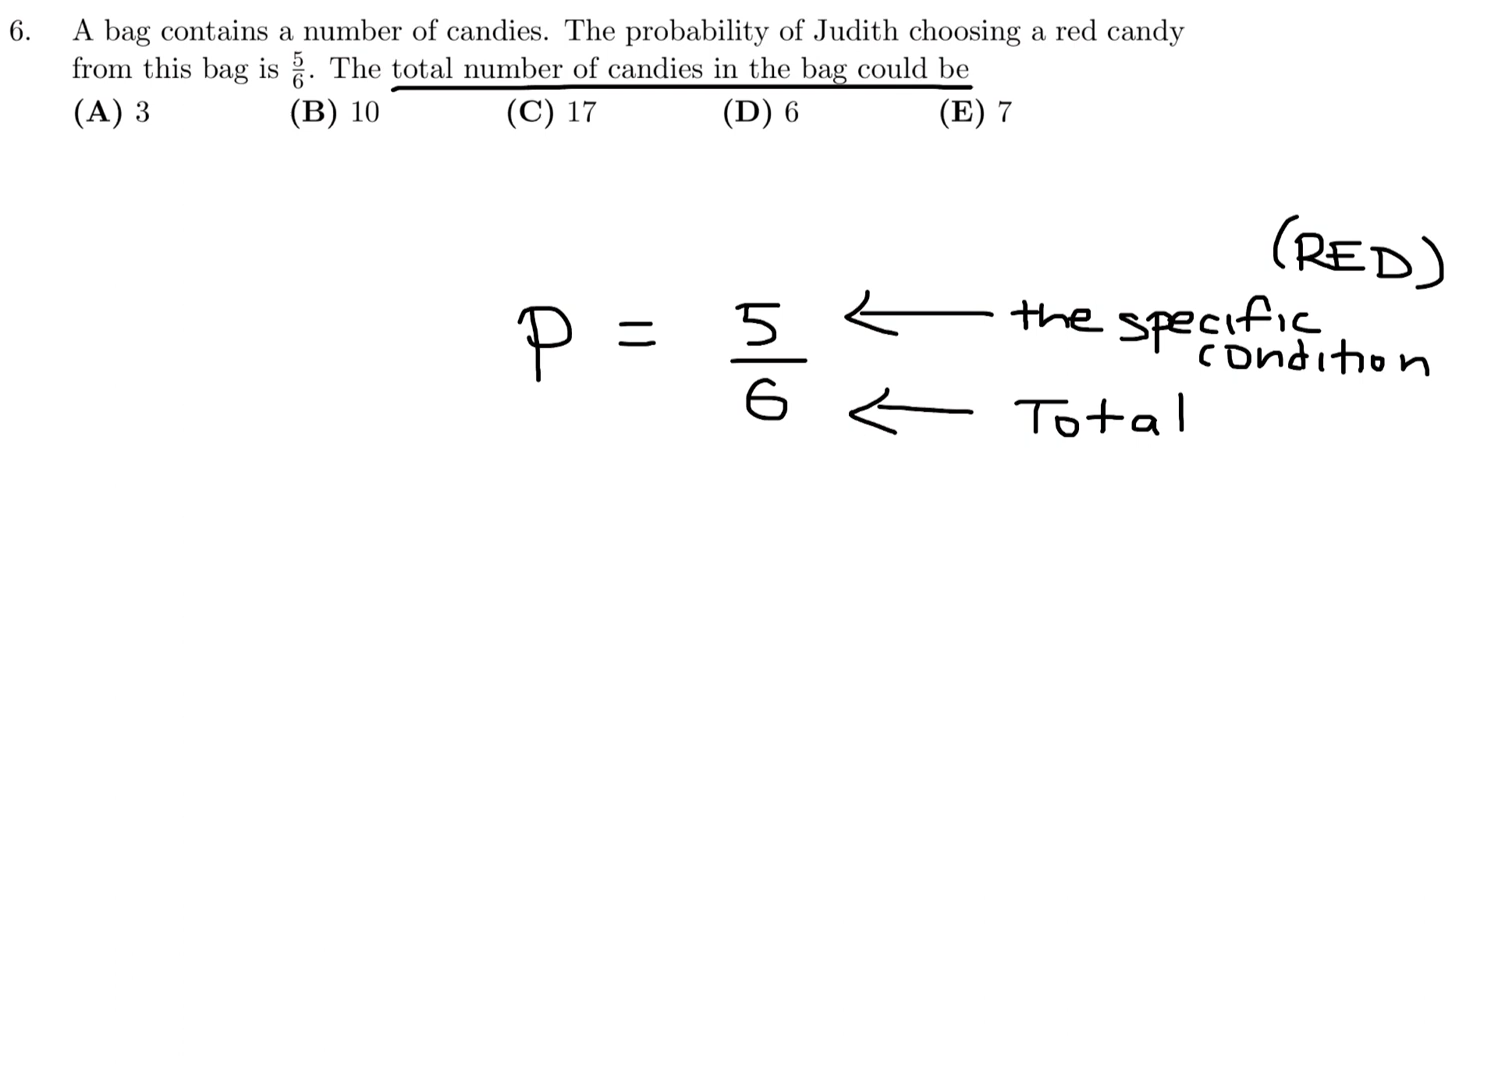 6. A bag contains a number of candies. The probability of Judith choosing a red candy
from this bag is 5/6. The total number of candies in the bag could be
(A) 3 (B) 10 (C) 17 (D) 6 (E) 7
(RED)
P = 5/6 ← the specific
condition
← Total